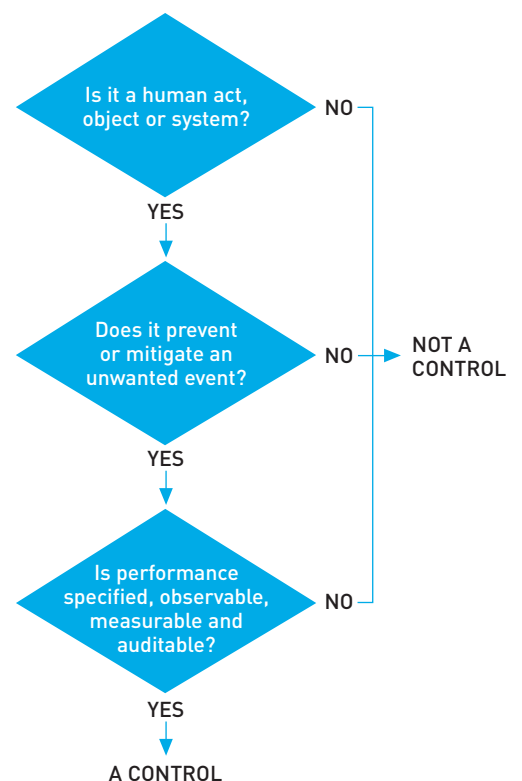 Is it a human act,
object or system?
NO
YES
Does it prevent
or mitigate an
unwanted event?
NO
NOT A
CONTROL
YES
Is performance
specified, observable,
measurable and
auditable?
NO
YES
A CONTROL